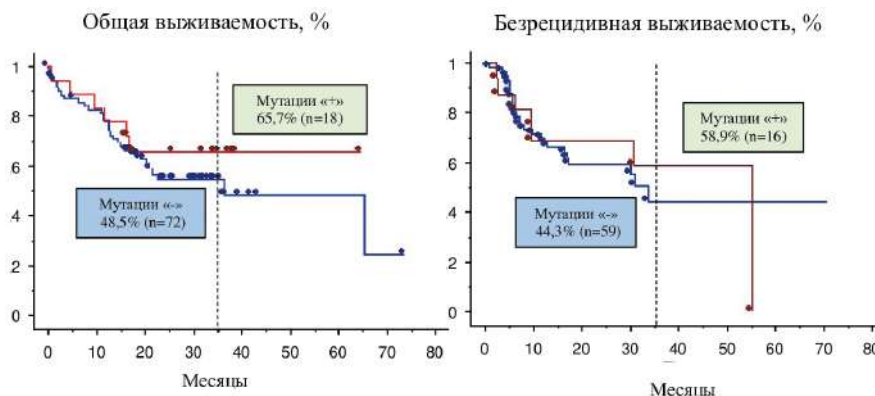 Общая выживаемость, %
1
.8
.6
.4
.2
0
Мутации «+»
65,7% (n=18)
Мутации «-»
48,5% (n=72)
0 10 20 30 40 50 60 70 80
Месяцы
Безрецидивная выживаемость, %
1
.8
.6
.4
.2
0
Мутации «+»
58,9% (n=16)
Мутации «-»
44,3% (n=59)
0 10 20 30 40 50 60 70 80
Месяцы